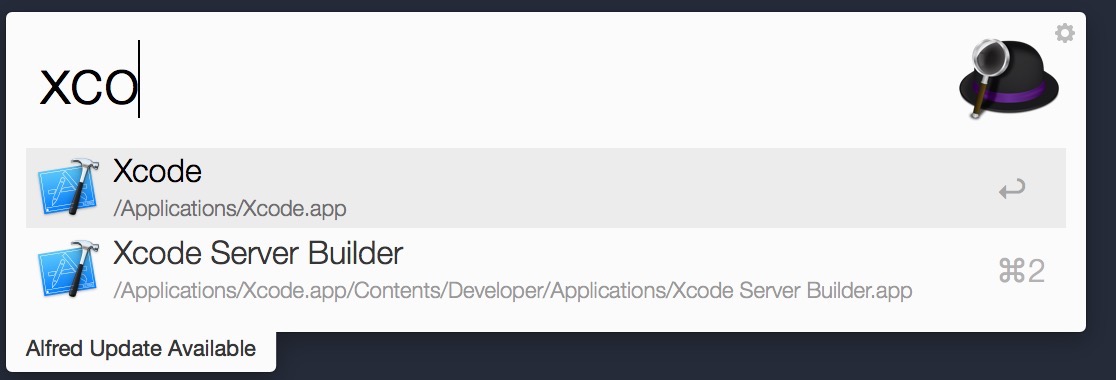 xco
Xcode
/Applications/Xcode.app
Xcode Server Builder
/Applications/Xcode.app/Contents/Developer/Applications/Xcode Server Builder.app
⌘2
Alfred Update Available